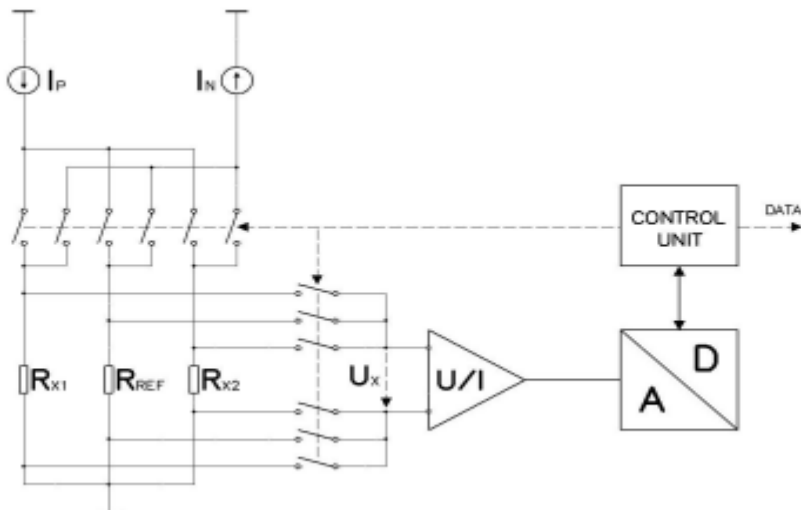 IP
IN
CONTROL
UNIT
DATA
RX1
RREF
RX2
UX
U/I
D
A